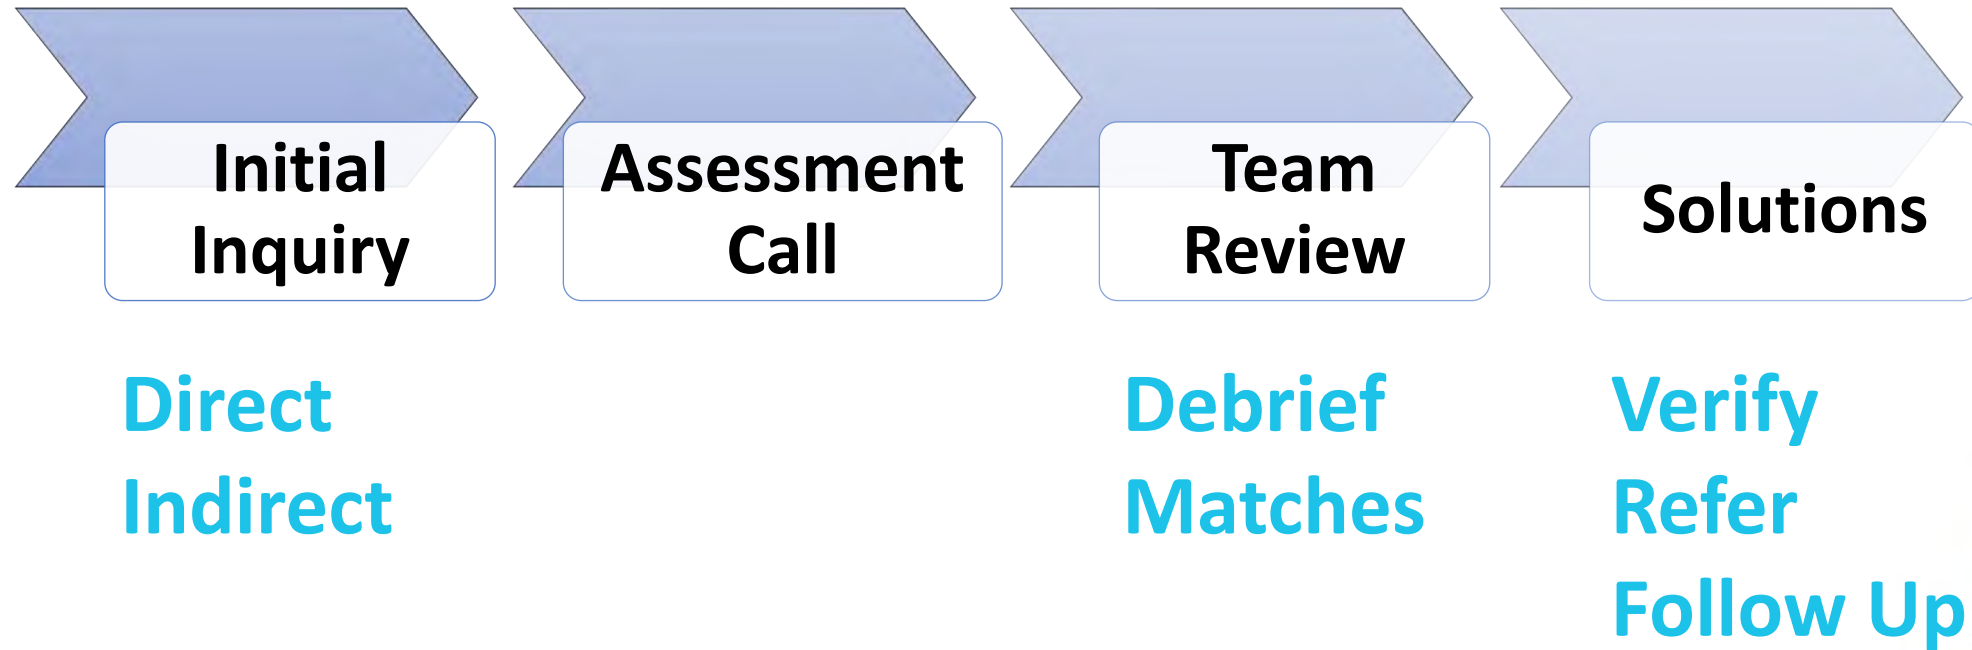 Initial
Inquiry
Assessment
Call
Team
Review
Solutions
Direct
Indirect
Debrief
Matches
Verify
Refer
Follow Up